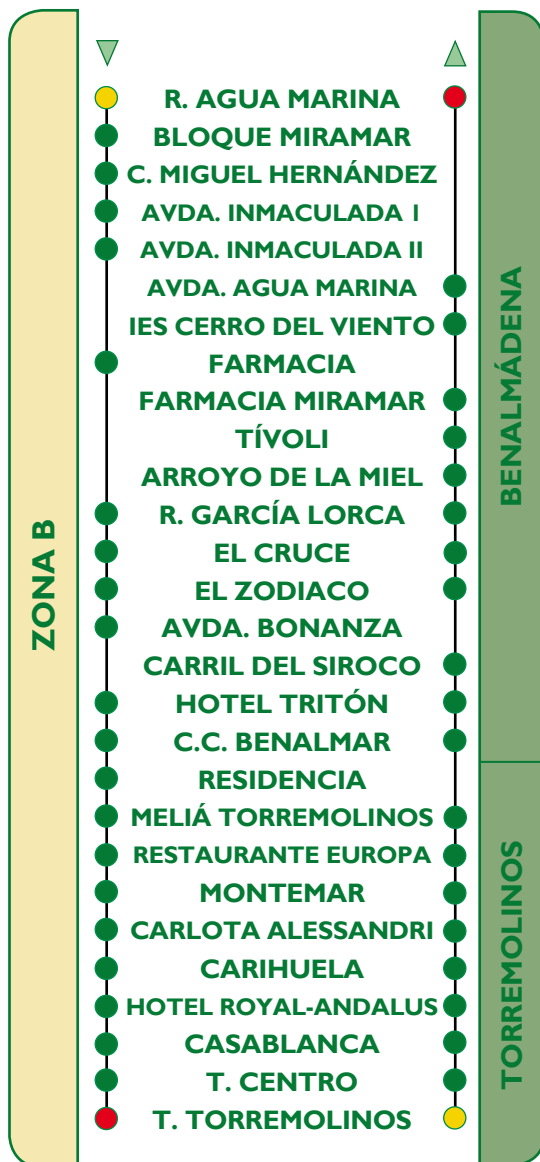 ZONA B
R. AGUA MARINA
BLOQUE MIRAMAR
C. MIGUEL HERNÁNDEZ
AVDA. INMACULADA I
AVDA. INMACULADA II
AVDA. AGUA MARINA
IES CERRO DEL VIENTO
FARMACIA
FARMACIA MIRAMAR
TÍVOLI
ARROYO DE LA MIEL
R. GARCÍA LORCA
EL CRUCE
EL ZODIACO
AVDA. BONANZA
CARRIL DEL SIROCO
HOTEL TRITÓN
C.C. BENALMAR
RESIDENCIA
MELIÁ TORREMOLINOS
RESTAURANTE EUROPA
MONTEMAR
CARLOTA ALESSANDRI
CARIHUELA
HOTEL ROYAL-ANDALUS
CASABLANCA
T. CENTRO
T. TORREMOLINOS
BENALMÁDENA
TORREMOLINOS